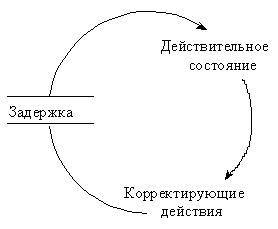 Действительное
состояние
Задержка
Корректирующие
действия